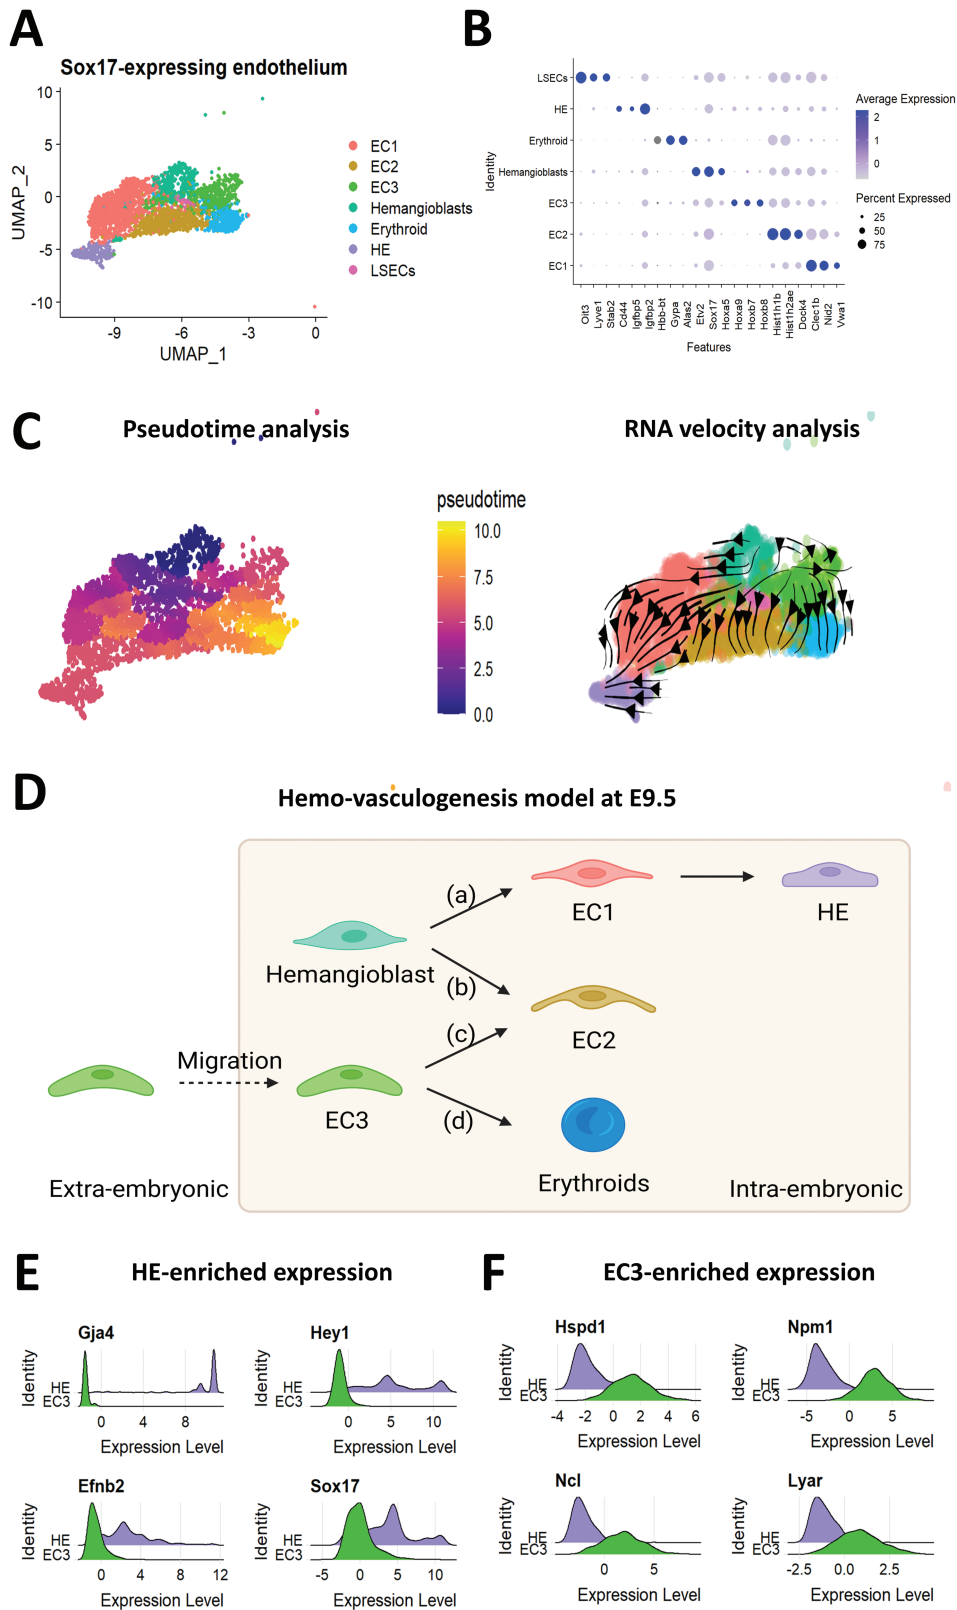 A
Sox17-expressing endothelium
10
5
0
-5
-10
UMAP_2
-9
-6
-3
0
UMAP_1
EC1
EC2
EC3
Hemangioblasts
Erythroid
HE
LSECs
B
LSECs
HE
Erythroid
Hemangioblasts
EC3
EC2
EC1
Identity
Oit3
Lyve1
Stab2
Cd44
Igfbp5
Igfbp2
Hbb-bt
Gypa
Alas2
Etv2
Sox17
Hoxa5
Hoxa9
Hoxb7
Hoxb8
Hist1h1b
Hist1h2ae
Dock4
Clec1b
Nid2
Vwa1
Features
Average Expression
2
1
0
Percent Expressed
25
50
75
C
Pseudotime analysis
pseudotime
10.0
7.5
5.0
2.5
0.0
RNA velocity analysis
D
Hemo-vasculogenesis model at E9.5
(a)
EC1
HE
Hemangioblast
(b)
(c)
EC2
Migration
EC3
(d)
Erythroids
Extra-embryonic
Intra-embryonic
E
HE-enriched expression
Gja4
Identity
HE
EC3
0
4
8
Expression Level
Hey1
Identity
HE
EC3
0
5
10
Expression Level
Efnb2
Identity
HE
EC3
0
4
8
12
Expression Level
Sox17
Identity
HE
EC3
-5
0
5
10
Expression Level
F
EC3-enriched expression
Hspd1
Identity
HE
EC3
-4
-2
0
2
4
6
Expression Level
Npm1
Identity
HE
EC3
-5
0
5
Expression Level
Ncl
Identity
HE
EC3
0
5
Expression Level
Lyar
Identity
HE
EC3
-2.5
0.0
2.5
Expression Level